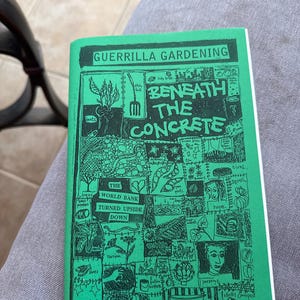 GUERRILLA GARDENING
BENEATH
THE
CONCRETE
THE
WORLD BANK
TURNED UPSIDE
DOWN